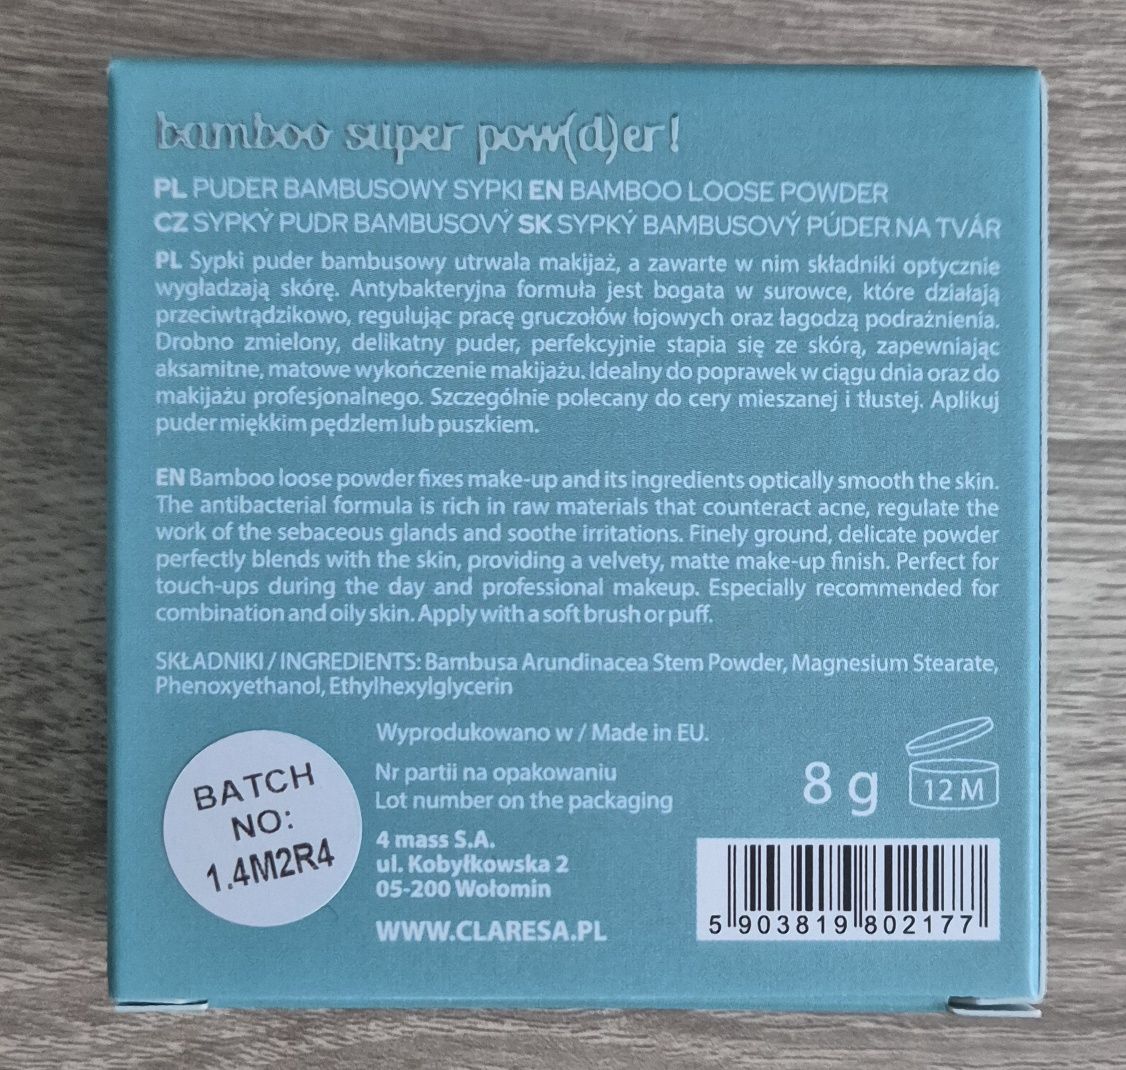 bamboo super pow(d)er!
PL PUDER BAMBUSOWY SYPKI EN BAMBOO LOOSE POWDER
CZ SYPKÝ PUDR BAMBUSOVÝ SK SYPKÝ BAMBUSOVÝ PÚDER NA TVÁR
PL Sypki puder bambusowy utrwala makijaż, a zawarte w nim składniki optycznie
wygładzają skórę. Antybakteryjna formuła jest bogata w surowce, które działają
przeciwtrądzikowo, regulując pracę gruczołów łojowych oraz łagodzą podrażnienia.
Drobno zmielony, delikatny puder, perfekcyjnie stapia się ze skórą, zapewniając
aksamitne, matowe wykończenie makijażu. Idealny do poprawek w ciągu dnia oraz do
makijażu profesjonalnego. Szczególnie polecany do cery mieszanej i tłustej. Aplikuj
puder miękkim pędzlem lub puszkiem.
EN Bamboo loose powder fixes make-up and its ingredients optically smooth the skin.
The antibacterial formula is rich in raw materials that counteract acne, regulate the
work of the sebaceous glands and soothe irritations. Finely ground, delicate powder
perfectly blends with the skin, providing a velvety, matte make-up finish. Perfect for
touch-ups during the day and professional makeup. Especially recommended for
combination and oily skin. Apply with a soft brush or puff.
SKŁADNIKI / INGREDIENTS: Bambusa Arundinacea Stem Powder, Magnesium Stearate,
Phenoxyethanol, Ethylhexylglycerin
BATCH
NO:
1.4M2R4
Wyprodukowano w / Made in EU.
Nr partii na opakowaniu
Lot number on the packaging
4 mass S.A.
ul. Kobyłkowska 2
05-200 Wołomin
WWW.CLARESA.PL
8 g
12 M
5 903819 802177